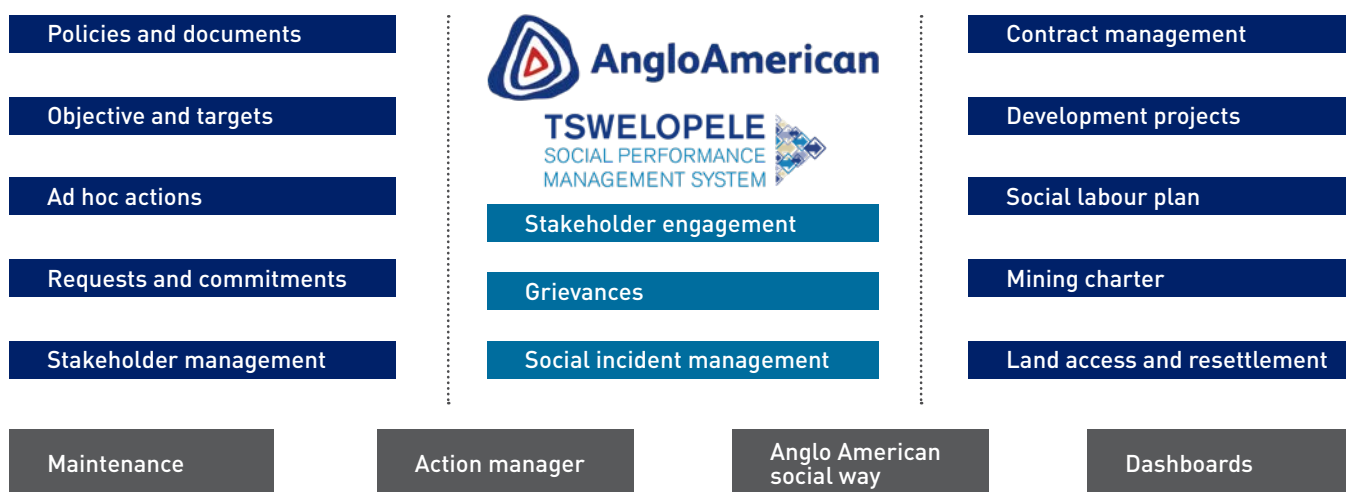 Policies and documents
Objective and targets
Ad hoc actions
Requests and commitments
Stakeholder management
AngloAmerican
TSWELOPELE
SOCIAL PERFORMANCE
MANAGEMENT SYSTEM
Stakeholder engagement
Grievances
Social incident management
Contract management
Development projects
Social labour plan
Mining charter
Land access and resettlement
Maintenance
Action manager
Anglo American
social way
Dashboards